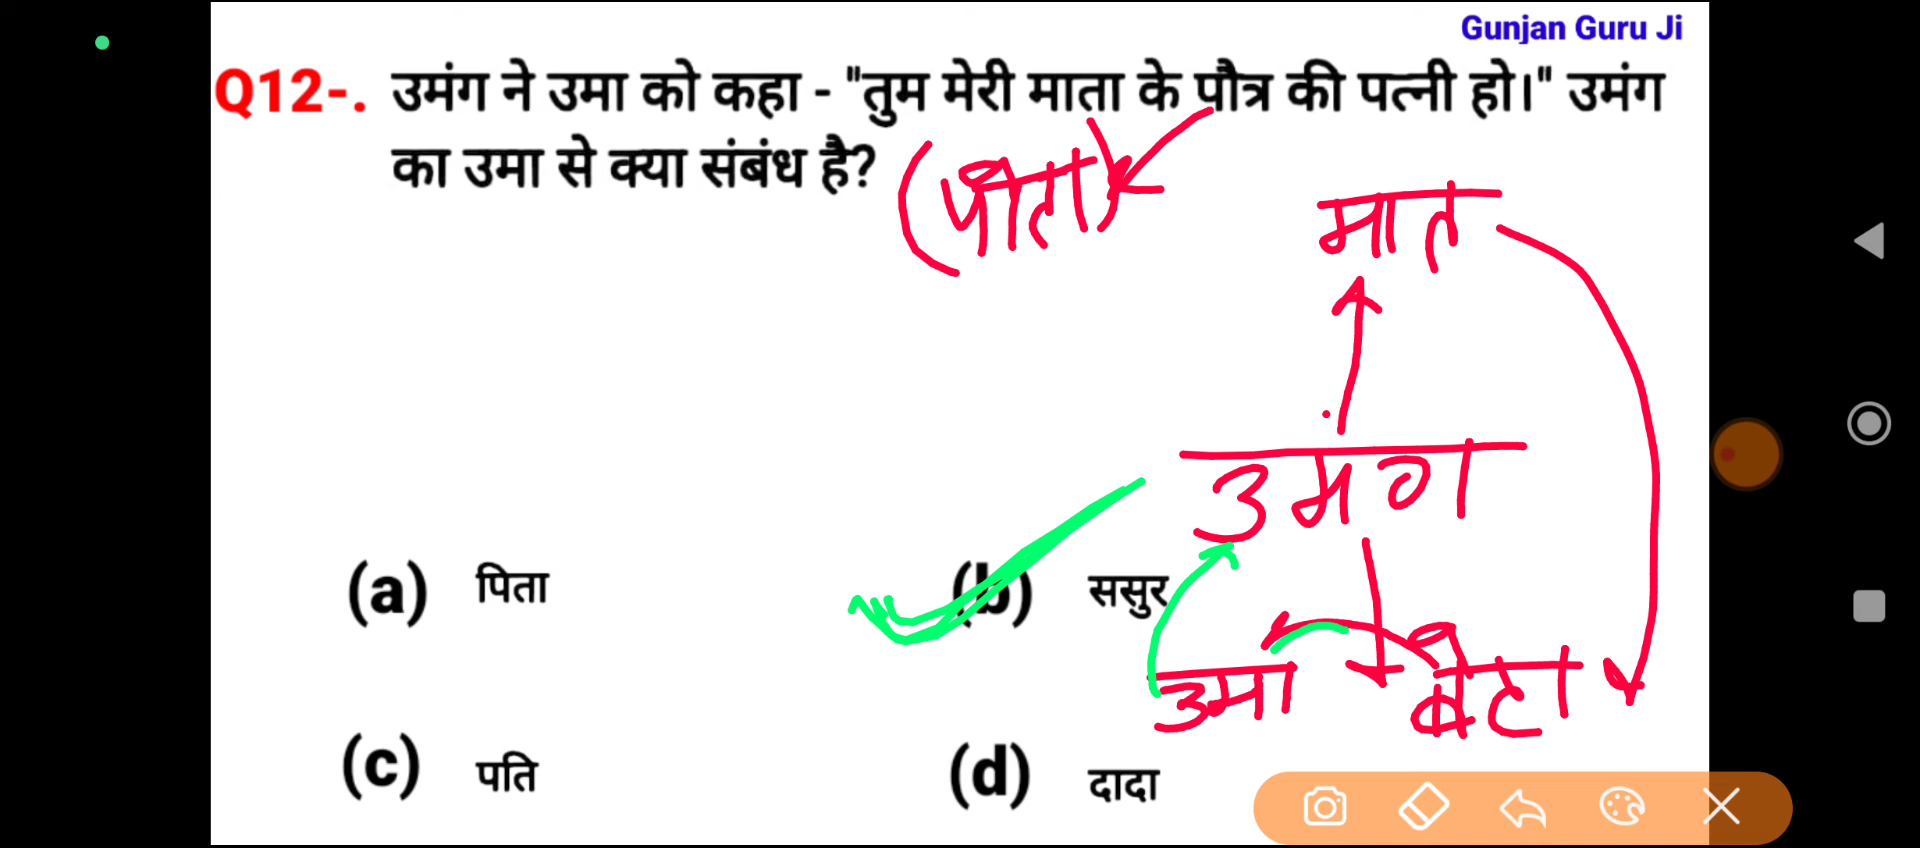 Gunjan Guru Ji
Q12-. उमंग ने उमा को कहा - "तुम मेरी माता के पौत्र की पत्नी हो।" उमंग
का उमा से क्या संबंध है?
(पोता)
मात
उमंग
(a) पिता
(b) ससुर
उमा
बेटा
(c) पति
(d) दादा